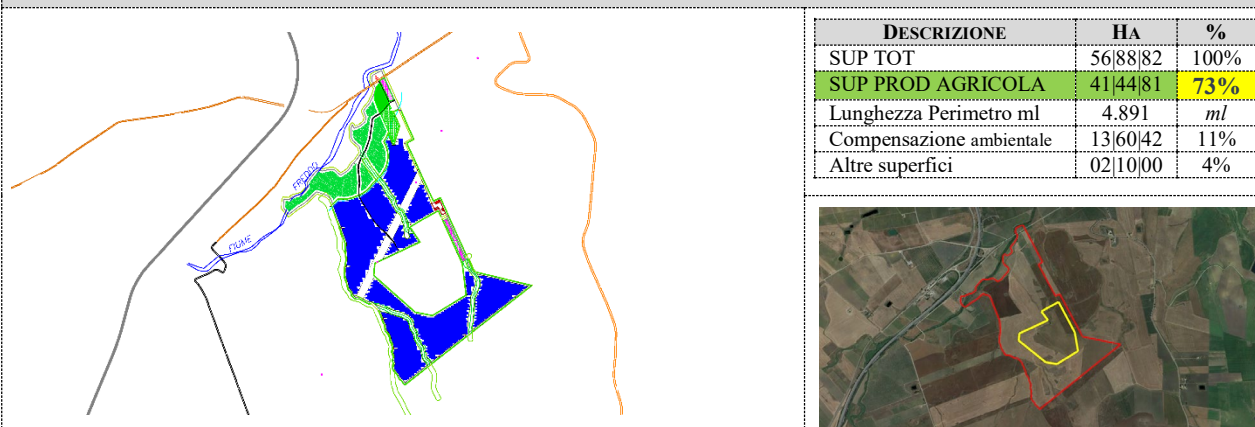 DESCRIZIONE HA %
SUP TOT 56|88|82 100%
SUP PROD AGRICOLA 41|44|81 73%
Lunghezza Perimetro ml 4.891 ml
Compensazione ambientale 13|60|42 11%
Altre superfici 02|10|00 4%
FREDDO
FIUME